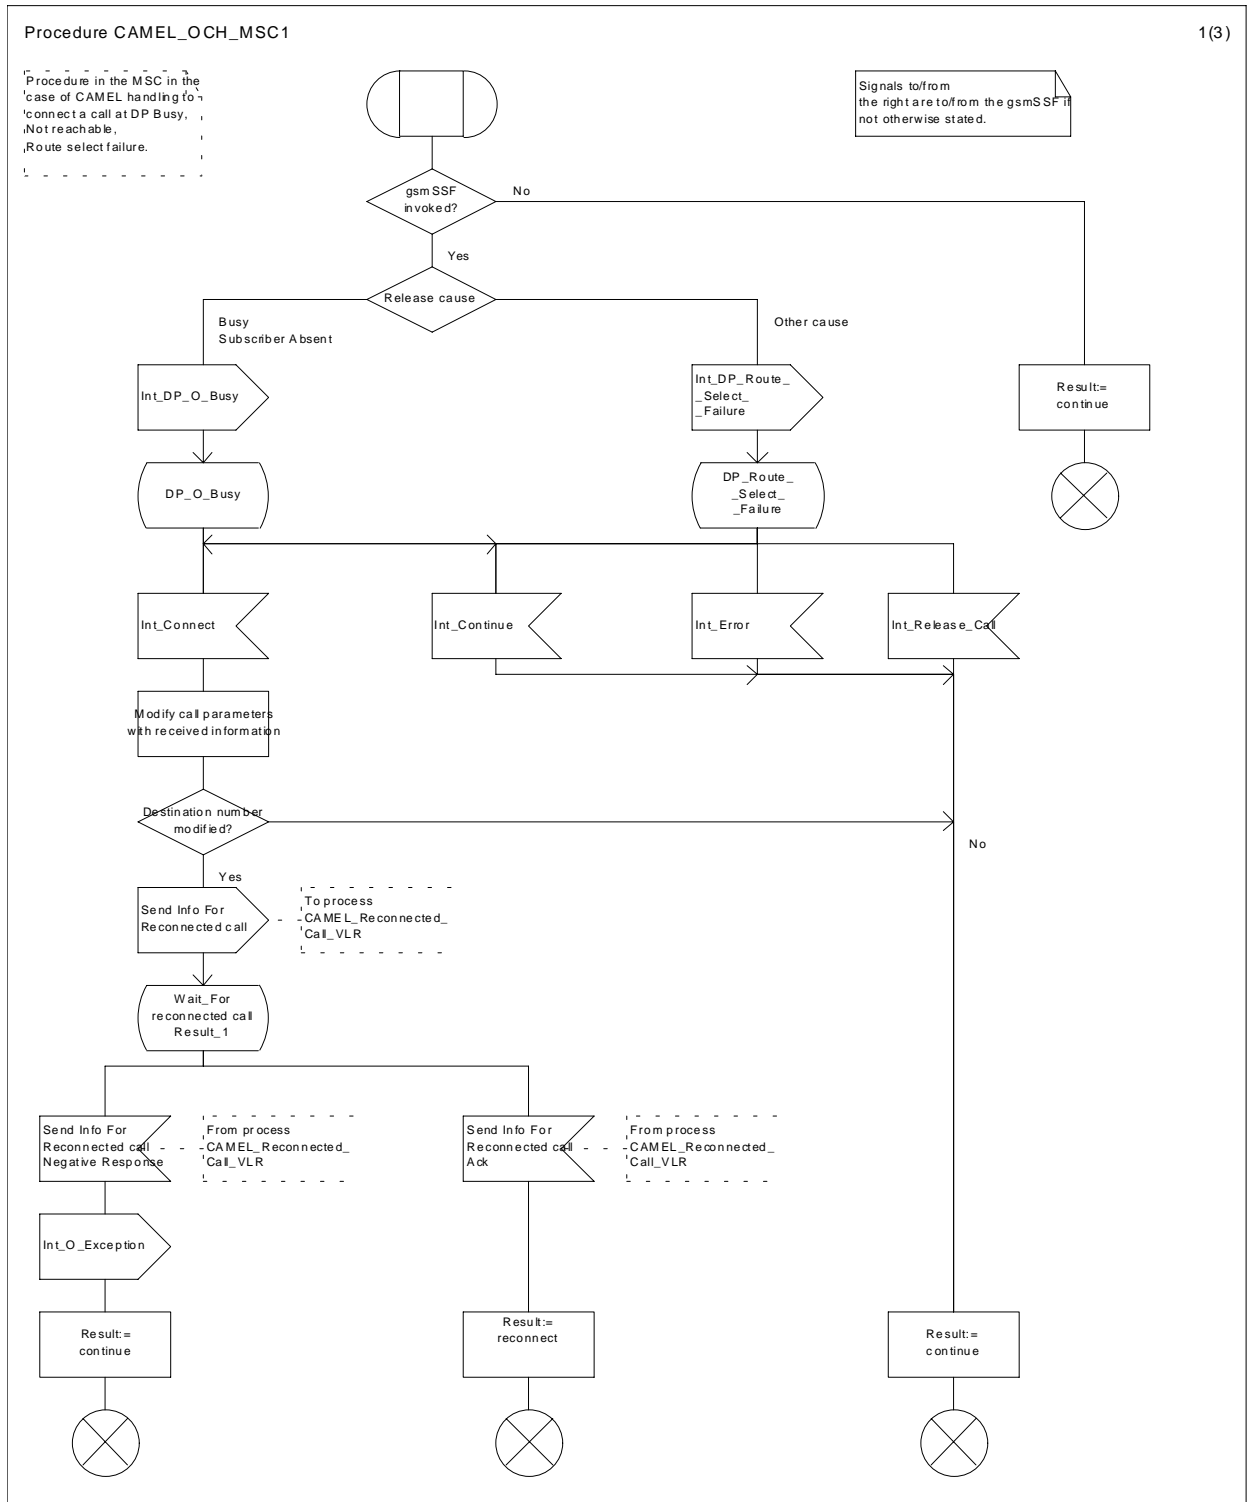 Procedure CAMEL_OCH_MSC1
1(3)
Procedure in the MSC in the
case of CAMEL handling to
connect a call at DP Busy,
Not reachable,
Route select failure.
Signals to/from
the right are to/from the gsmSSF if
not otherwise stated.
gsmSSF
invoked?
No
Yes
Release cause
Busy
Subscriber Absent
Other cause
Int_DP_O_Busy
Int_DP_Route_
_Select_
_Failure
Result:=
continue
DP_O_Busy
DP_Route_
_Select_
_Failure
Int_Connect
Int_Continue
Int_Error
Int_Release_Call
Modify call parameters
with received information
Destination number
modified?
No
Yes
Send Info For
Reconnected call
To process
CAMEL_Reconnected_
Call_VLR
Wait_For
reconnected call
Result_1
Send Info For
Reconnected call
Negative Response
From process
CAMEL_Reconnected_
Call_VLR
Send Info For
Reconnected call
Ack
From process
CAMEL_Reconnected_
Call_VLR
Int_O_Exception
Result:=
continue
Result:=
reconnect
Result:=
continue